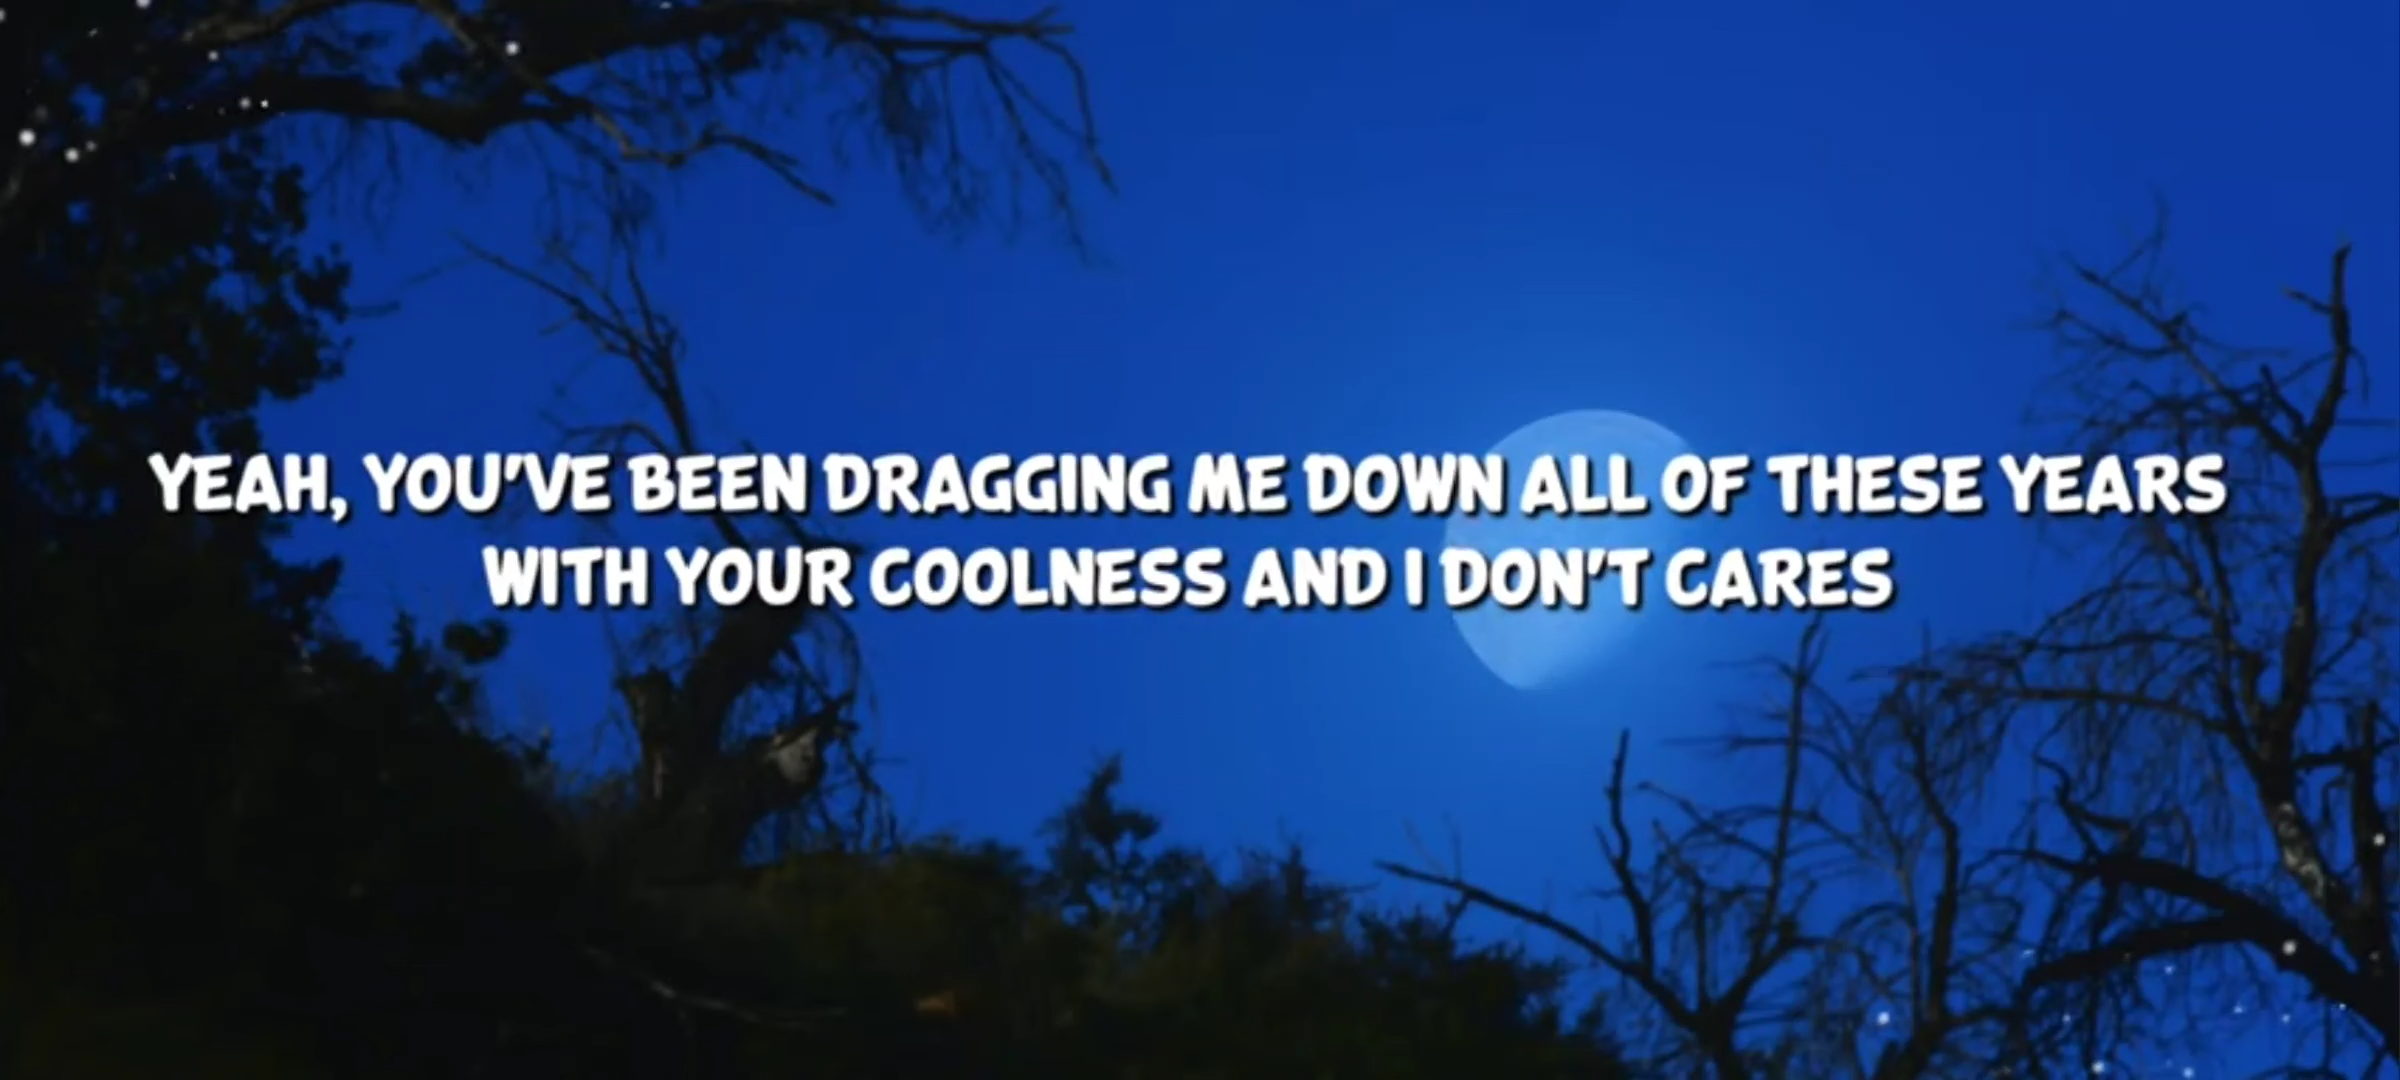 YEAH, YOU'VE BEEN DRAGGING ME DOWN ALL OF THESE YEARS
WITH YOUR COOLNESS AND I DON'T CARES